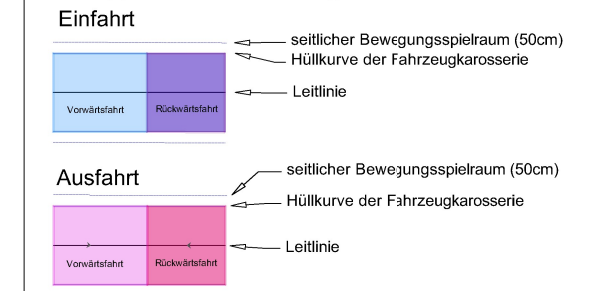 Einfahrt
seitlicher Bewegungsspielraum (50cm)
Hüllkurve der Fahrzeugkarosserie
Leitlinie
Vorwärtsfahrt Rückwärtsfahrt
Ausfahrt
seitlicher Bewegungsspielraum (50cm)
Hüllkurve der Fahrzeugkarosserie
Leitlinie
Vorwärtsfahrt Rückwärtsfahrt